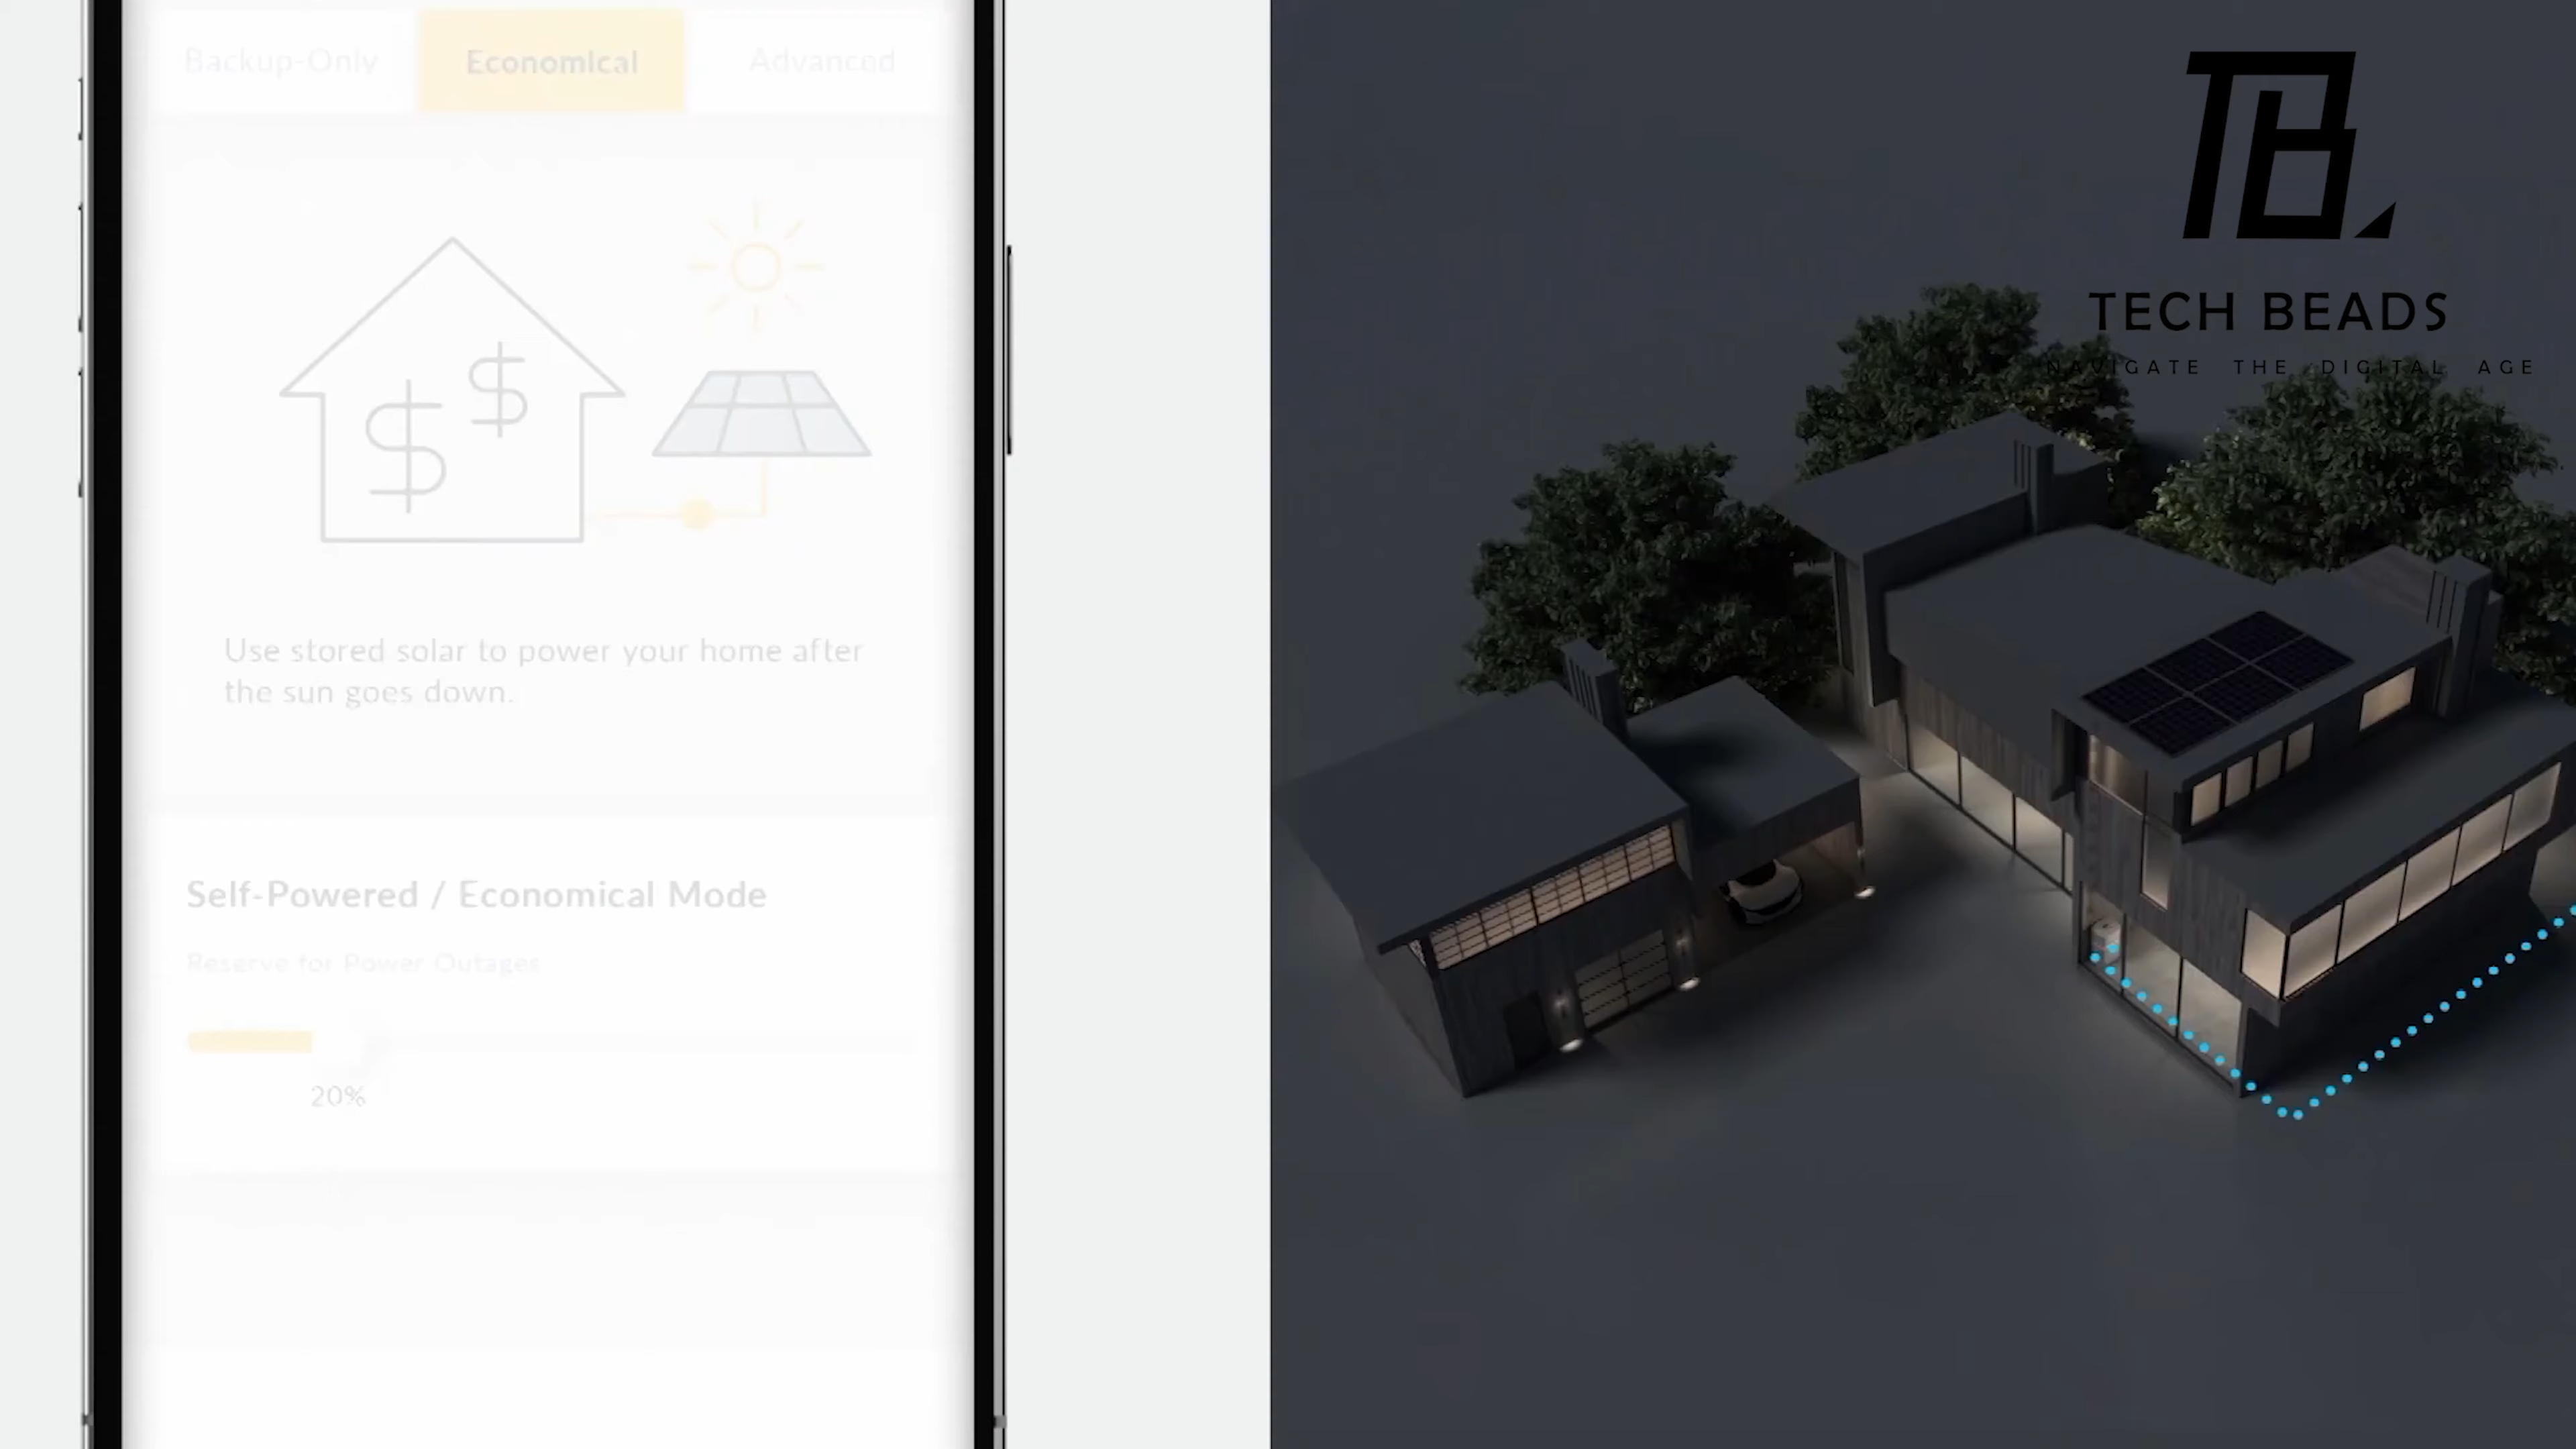 Backup-Only
Economical
Advanced
$
$
Use stored solar to power your home after
the sun goes down.
Self-Powered / Economical Mode
Reserve for Power Outages
20%
TB
TECH BEADS
NAVIGATE THE DIGITAL AGE